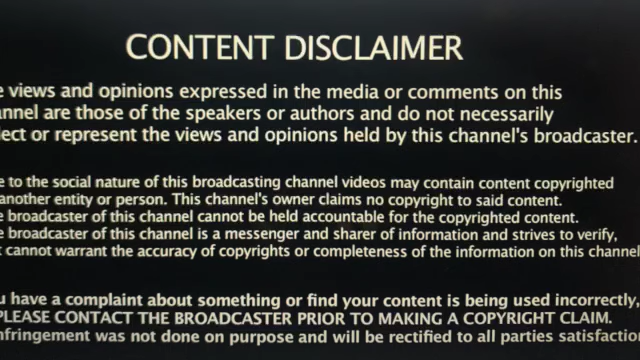 CONTENT DISCLAIMER
e views and opinions expressed in the media or comments on this
nnel are those of the speakers or authors and do not necessarily
lect or represent the views and opinions held by this channel's broadcaster.
e to the social nature of this broadcasting channel videos may contain content copyrighted
another entity or person. This channel's owner claims no copyright to said content.
e broadcaster of this channel cannot be held accountable for the copyrighted content.
e broadcaster of this channel is a messenger and sharer of information and strives to verify,
t cannot warrant the accuracy of copyrights or completeness of the information on this channel
u have a complaint about something or find your content is being used incorrectly,
PLEASE CONTACT THE BROADCASTER PRIOR TO MAKING A COPYRIGHT CLAIM.
nfringement was not done on purpose and will be rectified to all parties satisfactio